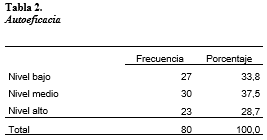 Tabla 2.
Autoeficacia
Frecuencia Porcentaje
Nivel bajo 27 33,8
Nivel medio 30 37,5
Nivel alto 23 28,7
Total 80 100,0